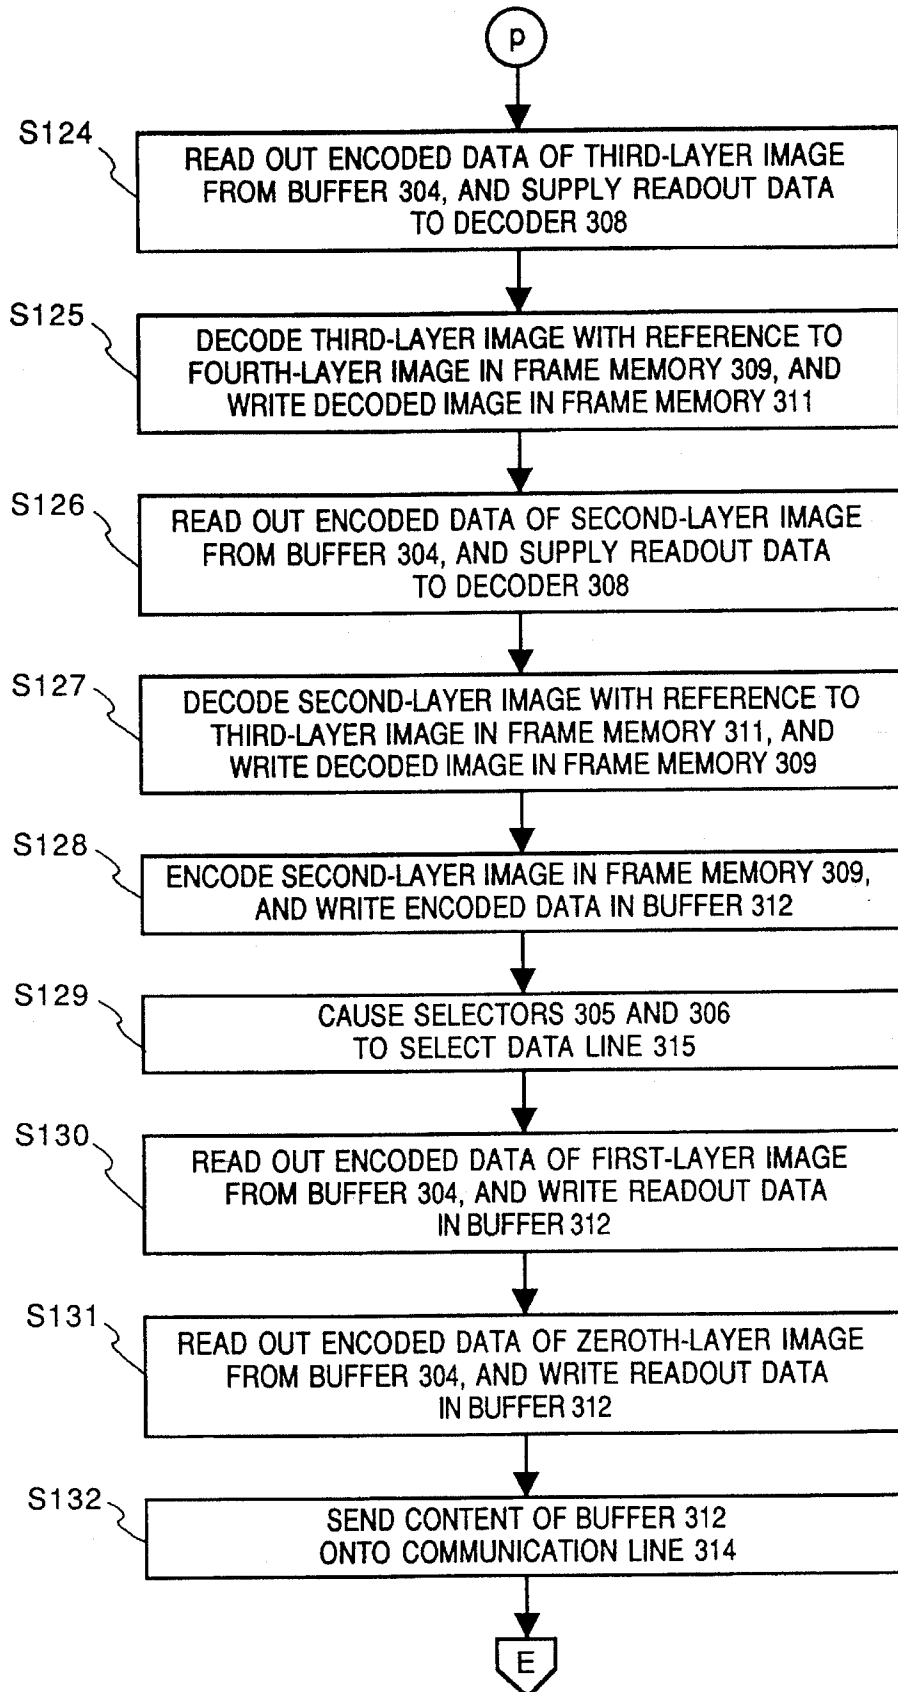 p
S124
READ OUT ENCODED DATA OF THIRD-LAYER IMAGE
FROM BUFFER 304, AND SUPPLY READOUT DATA
TO DECODER 308
S125
DECODE THIRD-LAYER IMAGE WITH REFERENCE TO
FOURTH-LAYER IMAGE IN FRAME MEMORY 309, AND
WRITE DECODED IMAGE IN FRAME MEMORY 311
S126
READ OUT ENCODED DATA OF SECOND-LAYER IMAGE
FROM BUFFER 304, AND SUPPLY READOUT DATA
TO DECODER 308
S127
DECODE SECOND-LAYER IMAGE WITH REFERENCE TO
THIRD-LAYER IMAGE IN FRAME MEMORY 311, AND
WRITE DECODED IMAGE IN FRAME MEMORY 309
S128
ENCODE SECOND-LAYER IMAGE IN FRAME MEMORY 309,
AND WRITE ENCODED DATA IN BUFFER 312
S129
CAUSE SELECTORS 305 AND 306
TO SELECT DATA LINE 315
S130
READ OUT ENCODED DATA OF FIRST-LAYER IMAGE
FROM BUFFER 304, AND WRITE READOUT DATA
IN BUFFER 312
S131
READ OUT ENCODED DATA OF ZEROTH-LAYER IMAGE
FROM BUFFER 304, AND WRITE READOUT DATA
IN BUFFER 312
S132
SEND CONTENT OF BUFFER 312
ONTO COMMUNICATION LINE 314
E